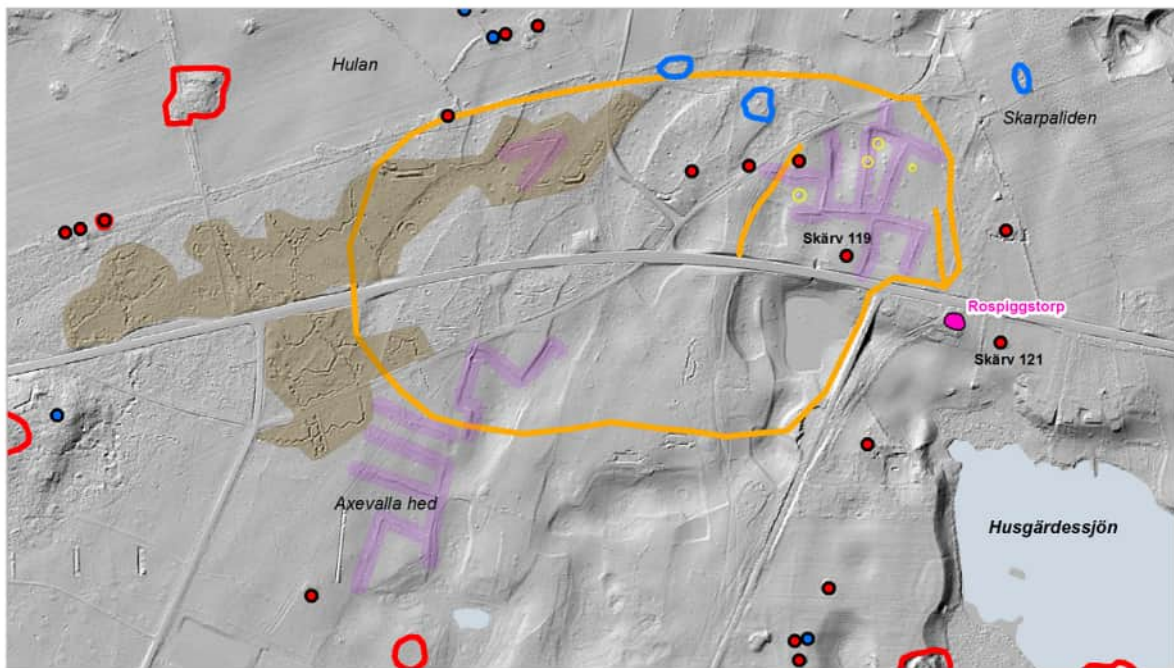 Hulan
Skarpaliden
Skärv 119
Rospiggstorp
Skärv 121
Axevalla hed
Husgärdessjön